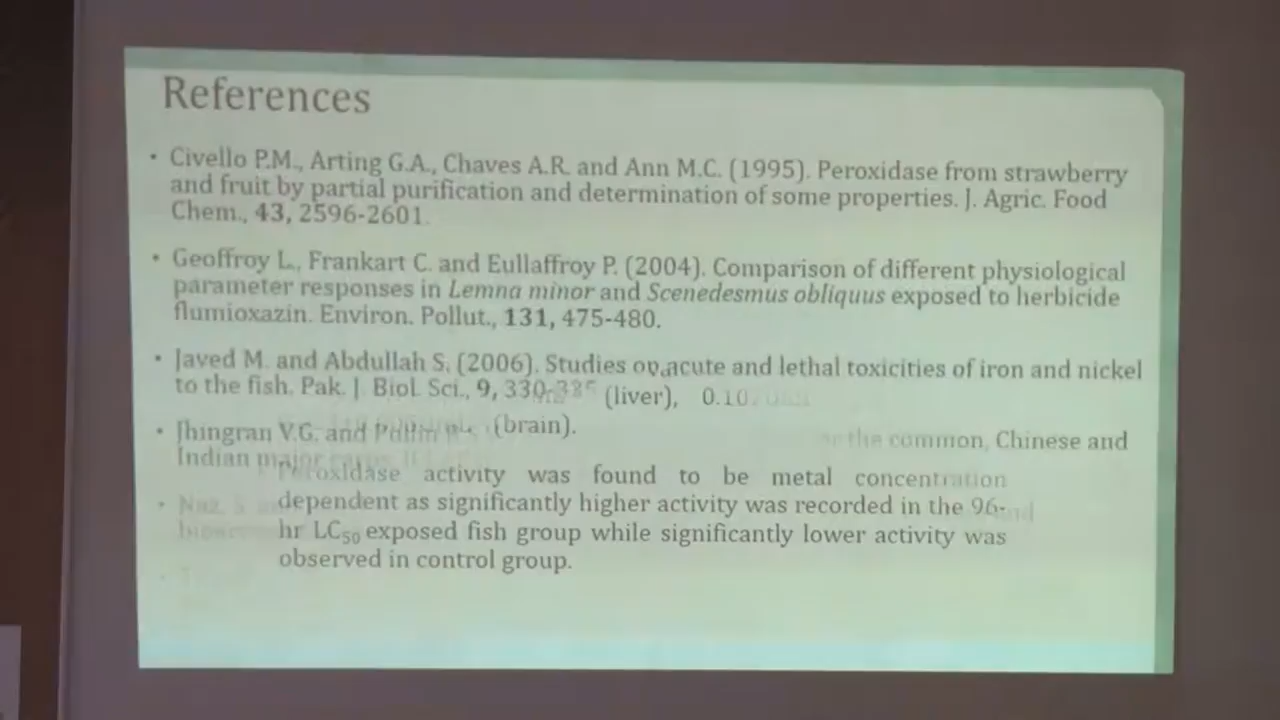 References
• Civello P.M., Arting G.A., Chaves A.R. and Ann M.C. (1995). Peroxidase from strawberry
and fruit by partial purification and determination of some properties. J. Agric. Food
Chem., 43, 2596-2601.
• Geoffroy L., Frankart C. and Eullaffroy P. (2004). Comparison of different physiological
parameter responses in Lemna minor and Scenedesmus obliquus exposed to herbicide
flumioxazin. Environ. Pollut., 131, 475-480.
• Javed M. and Abdullah S. (2006). Studies on acute and lethal toxicities of iron and nickel
to the fish. Pak. J. Biol. Sci., 9, 330-335 (liver),
• Jhingran V.G. and (brain). the common, Chinese and
Indian major
Peroxidase activity was found to be metal concentration
dependent as significantly higher activity was recorded in the 96-
hr LC50 exposed fish group while significantly lower activity was
observed in control group.